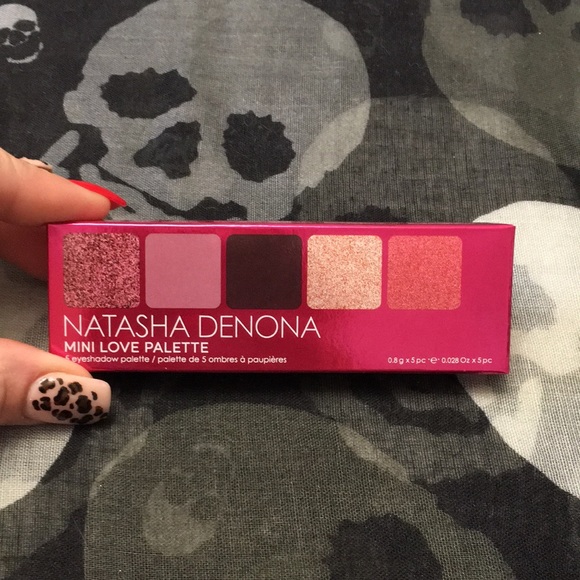 NATASHA DENONA
MINI LOVE PALETTE
5 eyeshadow palette / palette de 5 ombres à paupières
0.8 g x 5 pc ·℮· 0.028 Oz x 5 pc